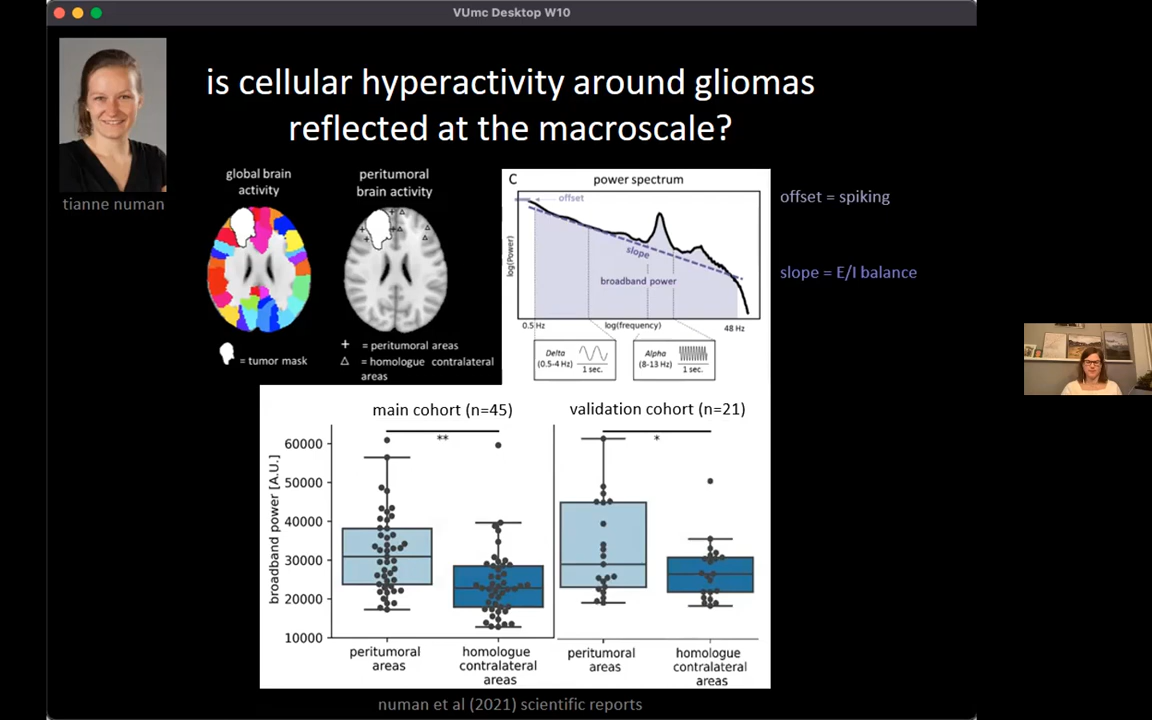 VUmc Desktop W10
is cellular hyperactivity around gliomas
reflected at the macroscale?
tianne numan
global brain
activity
peritumoral
brain activity
= tumor mask
+ = peritumoral areas
△ = homologue contralateral
areas
C
power spectrum
offset
slope
broadband power
log(Power)
0.5 Hz
log(frequency)
48 Hz
Delta
(0.5-4 Hz)
1 sec.
Alpha
(8-13 Hz)
1 sec.
offset = spiking
slope = E/I balance
main cohort (n=45)
validation cohort (n=21)
**
*
broadband power [A.U.]
60000
50000
40000
30000
20000
10000
peritumoral
areas
homologue
contralateral
areas
peritumoral
areas
homologue
contralateral
areas
numan et al (2021) scientific reports